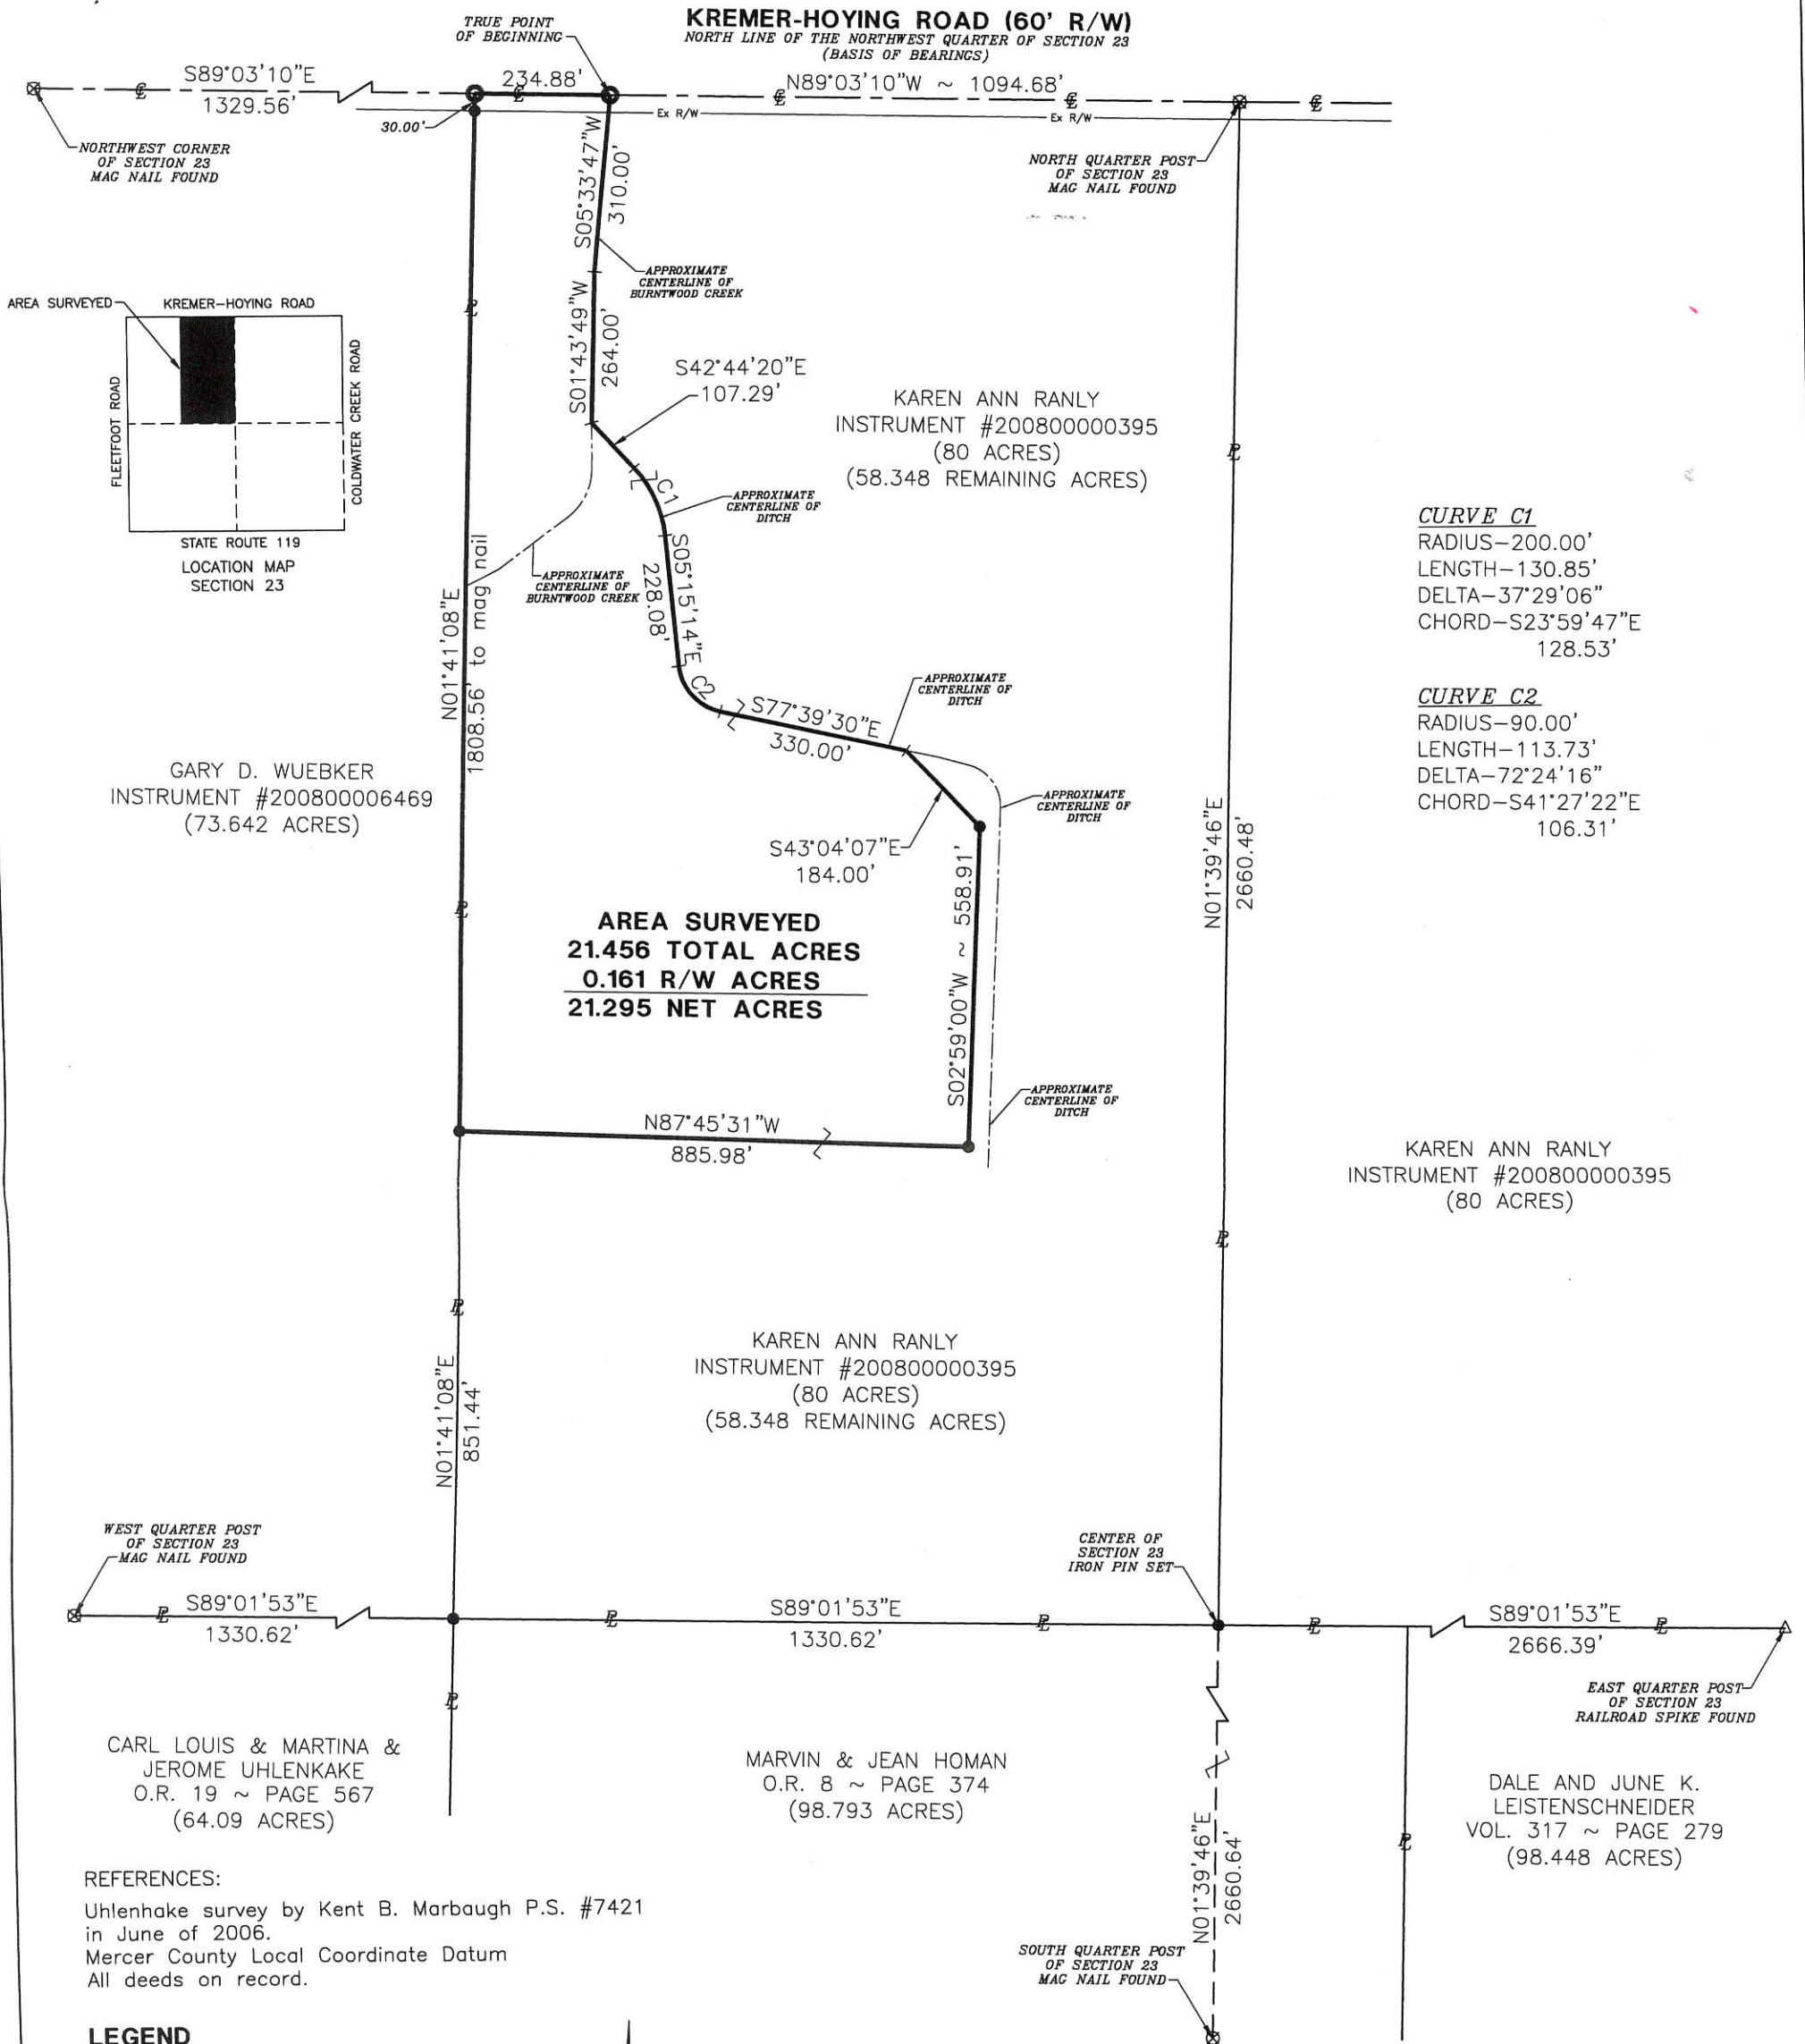 KREMER-HOYING ROAD (60' R/W)
NORTH LINE OF THE NORTHWEST QUARTER OF SECTION 23
(BASIS OF BEARINGS)
TRUE POINT
OF BEGINNING
S89°03'10"E
1329.56'
234.88'
N89°03'10"W ~ 1094.68'
30.00'
Ex R/W
Ex R/W
NORTHWEST CORNER
OF SECTION 23
MAG NAIL FOUND
NORTH QUARTER POST
OF SECTION 23
MAG NAIL FOUND
S05°33'47"W
310.00'
APPROXIMATE
CENTERLINE OF
BURNTWOOD CREEK
S01°43'49"W
264.00'
AREA SURVEYED
KREMER-HOYING ROAD
FLEETFOOT ROAD
COLDWATER CREEK ROAD
STATE ROUTE 119
LOCATION MAP
SECTION 23
S42°44'20"E
107.29'
KAREN ANN RANLY
INSTRUMENT #200800000395
(80 ACRES)
(58.348 REMAINING ACRES)
C1
APPROXIMATE
CENTERLINE OF
DITCH
CURVE C1
RADIUS-200.00'
LENGTH-130.85'
DELTA-37°29'06"
CHORD-S23°59'47"E
128.53'
APPROXIMATE
CENTERLINE OF
BURNTWOOD CREEK
S05°15'14"E
228.08'
N01°41'08"E
1808.56' to mag nail
C2
S77°39'30"E
330.00'
APPROXIMATE
CENTERLINE OF
DITCH
CURVE C2
RADIUS-90.00'
LENGTH-113.73'
DELTA-72°24'16"
CHORD-S41°27'22"E
106.31'
GARY D. WUEBKER
INSTRUMENT #200800006469
(73.642 ACRES)
APPROXIMATE
CENTERLINE OF
DITCH
S43°04'07"E
184.00'
N01°39'46"E
2660.48'
AREA SURVEYED
21.456 TOTAL ACRES
0.161 R/W ACRES
21.295 NET ACRES
S02°59'00"W ~ 558.91'
APPROXIMATE
CENTERLINE OF
DITCH
N87°45'31"W
885.98'
KAREN ANN RANLY
INSTRUMENT #200800000395
(80 ACRES)
KAREN ANN RANLY
INSTRUMENT #200800000395
(80 ACRES)
(58.348 REMAINING ACRES)
N01°41'08"E
851.44'
WEST QUARTER POST
OF SECTION 23
MAG NAIL FOUND
CENTER OF
SECTION 23
IRON PIN SET
S89°01'53"E
1330.62'
S89°01'53"E
1330.62'
S89°01'53"E
2666.39'
EAST QUARTER POST
OF SECTION 23
RAILROAD SPIKE FOUND
CARL LOUIS & MARTINA &
JEROME UHLENKAKE
O.R. 19 ~ PAGE 567
(64.09 ACRES)
MARVIN & JEAN HOMAN
O.R. 8 ~ PAGE 374
(98.793 ACRES)
DALE AND JUNE K.
LEISTENSCHNEIDER
VOL. 317 ~ PAGE 279
(98.448 ACRES)
N01°39'46"E
2660.64'
REFERENCES:
Uhlenhake survey by Kent B. Marbaugh P.S. #7421
in June of 2006.
Mercer County Local Coordinate Datum
All deeds on record.
SOUTH QUARTER POST
OF SECTION 23
MAG NAIL FOUND
LEGEND